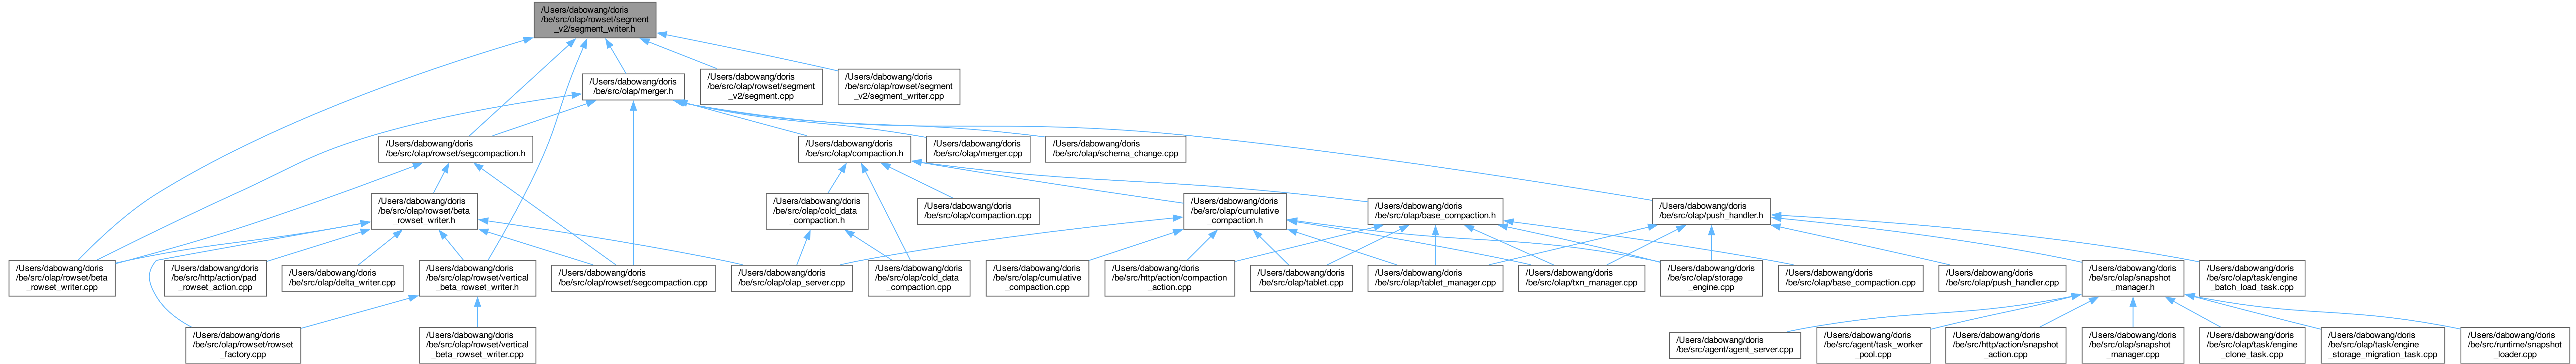 /Users/dabowang/doris
/be/src/olap/rowset/segment
_v2/segment_writer.h
/Users/dabowang/doris
/be/src/olap/merger.h
/Users/dabowang/doris
/be/src/olap/rowset/segment
_v2/segment.cpp
/Users/dabowang/doris
/be/src/olap/rowset/segment
_v2/segment_writer.cpp
/Users/dabowang/doris
/be/src/olap/rowset/segcompaction.h
/Users/dabowang/doris
/be/src/olap/compaction.h
/Users/dabowang/doris
/be/src/olap/merger.cpp
/Users/dabowang/doris
/be/src/olap/schema_change.cpp
/Users/dabowang/doris
/be/src/olap/rowset/beta
_rowset_writer.h
/Users/dabowang/doris
/be/src/olap/cold_data
_compaction.h
/Users/dabowang/doris
/be/src/olap/compaction.cpp
/Users/dabowang/doris
/be/src/olap/cumulative
_compaction.h
/Users/dabowang/doris
/be/src/olap/base_compaction.h
/Users/dabowang/doris
/be/src/olap/push_handler.h
/Users/dabowang/doris
/be/src/olap/rowset/beta
_rowset_writer.cpp
/Users/dabowang/doris
/be/src/http/action/pad
_rowset_action.cpp
/Users/dabowang/doris
/be/src/olap/delta_writer.cpp
/Users/dabowang/doris
/be/src/olap/rowset/vertical
_beta_rowset_writer.h
/Users/dabowang/doris
/be/src/olap/rowset/segcompaction.cpp
/Users/dabowang/doris
/be/src/olap/olap_server.cpp
/Users/dabowang/doris
/be/src/olap/cold_data
_compaction.cpp
/Users/dabowang/doris
/be/src/olap/cumulative
_compaction.cpp
/Users/dabowang/doris
/be/src/http/action/compaction
_action.cpp
/Users/dabowang/doris
/be/src/olap/tablet.cpp
/Users/dabowang/doris
/be/src/olap/tablet_manager.cpp
/Users/dabowang/doris
/be/src/olap/txn_manager.cpp
/Users/dabowang/doris
/be/src/olap/storage
_engine.cpp
/Users/dabowang/doris
/be/src/olap/base_compaction.cpp
/Users/dabowang/doris
/be/src/olap/push_handler.cpp
/Users/dabowang/doris
/be/src/olap/snapshot
_manager.h
/Users/dabowang/doris
/be/src/olap/task/engine
_batch_load_task.cpp
/Users/dabowang/doris
/be/src/olap/rowset/rowset
_factory.cpp
/Users/dabowang/doris
/be/src/olap/rowset/vertical
_beta_rowset_writer.cpp
/Users/dabowang/doris
/be/src/agent/agent_server.cpp
/Users/dabowang/doris
/be/src/agent/task_worker
_pool.cpp
/Users/dabowang/doris
/be/src/http/action/snapshot
_action.cpp
/Users/dabowang/doris
/be/src/olap/snapshot
_manager.cpp
/Users/dabowang/doris
/be/src/olap/task/engine
_clone_task.cpp
/Users/dabowang/doris
/be/src/olap/task/engine
_storage_migration_task.cpp
/Users/dabowang/doris
/be/src/runtime/snapshot
_loader.cpp